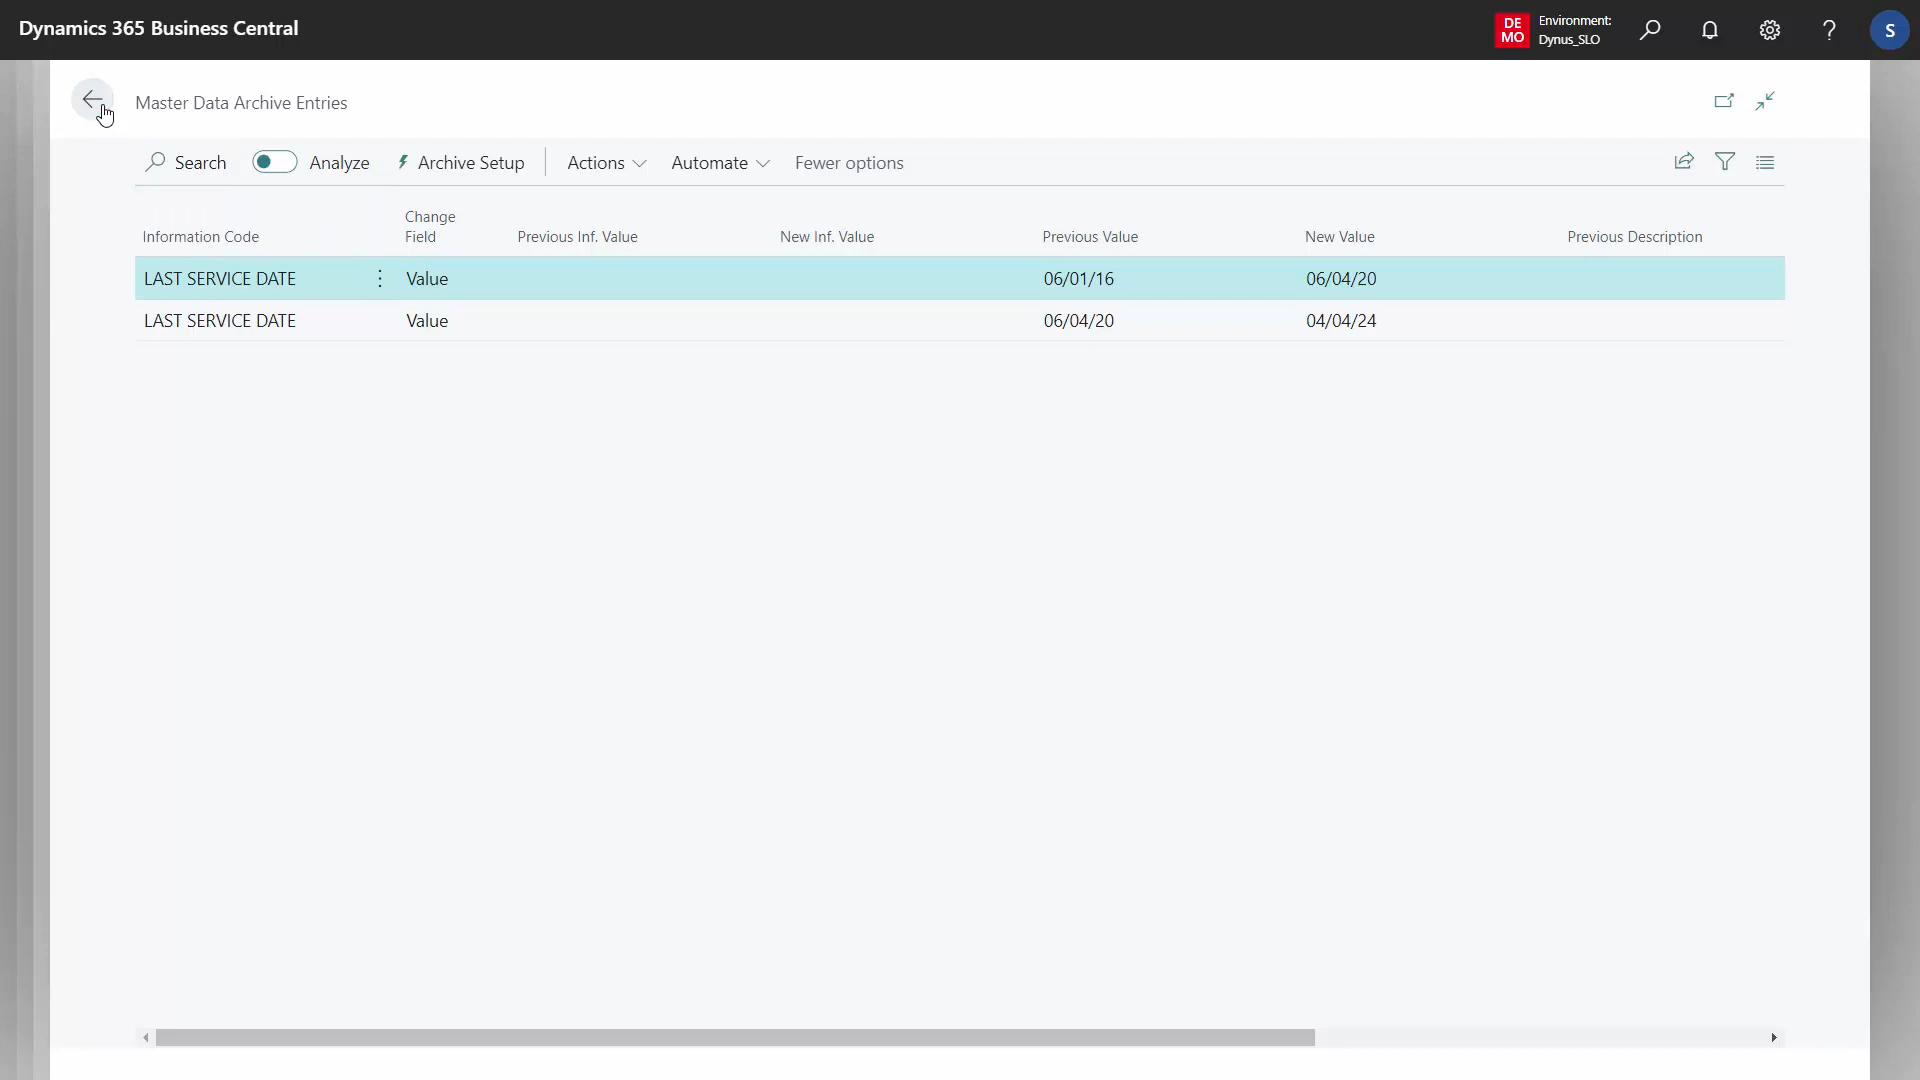 Dynamics 365 Business Central
DE
MO
Environment:
Dynus_SLO
S
Master Data Archive Entries
Search
Analyze
Archive Setup
Actions
Automate
Fewer options
Information Code
Change
Field
Previous Inf. Value
New Inf. Value
Previous Value
New Value
Previous Description
LAST SERVICE DATE
Value
06/01/16
06/04/20
LAST SERVICE DATE
Value
06/04/20
04/04/24